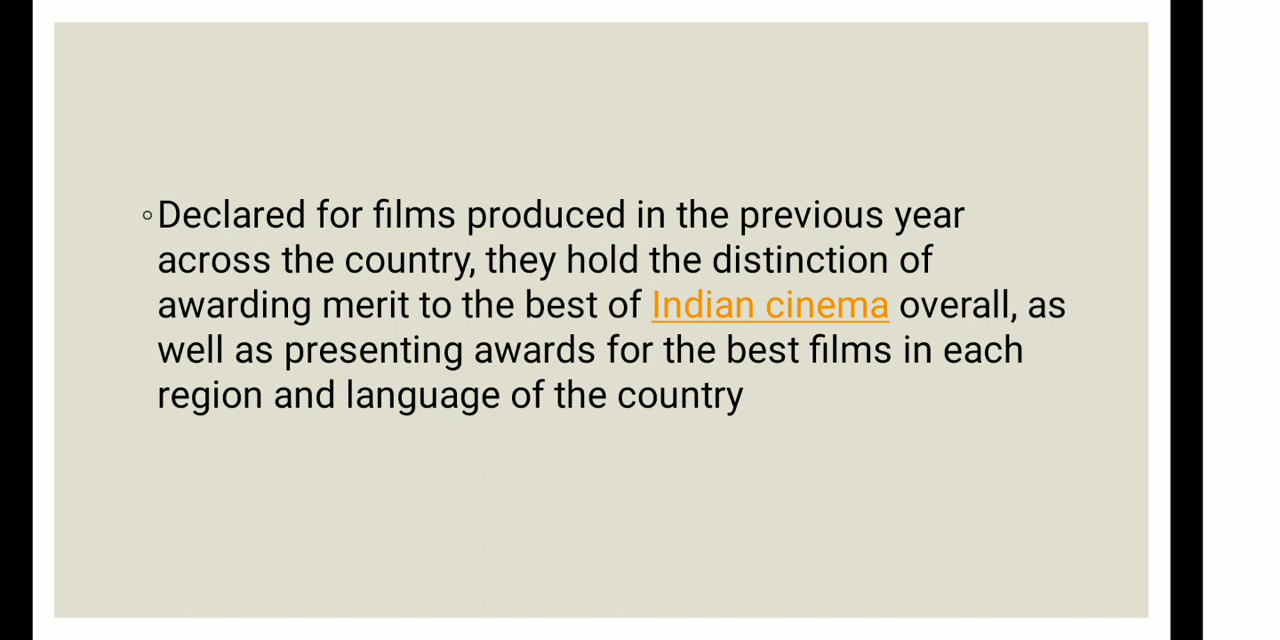 ◦Declared for films produced in the previous year
across the country, they hold the distinction of
awarding merit to the best of Indian cinema overall, as
well as presenting awards for the best films in each
region and language of the country